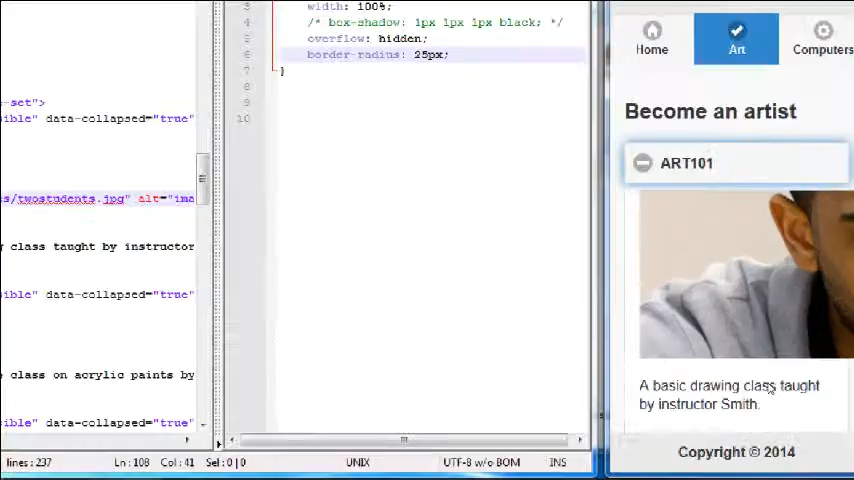 -set">
ible" data-collapsed="true"
s/twostudents.jpg" alt="ima
class taught by instructor
ible" data-collapsed="true"
class on acrylic paints by
ible" data-collapsed="true"
3 width: 100%;
4 /* box-shadow: 1px 1px 1px black; */
5 overflow: hidden;
6 border-radius: 25px;
7 }
8
9
10
Home Art Computers
Become an artist
ART101
A basic drawing class taught
by instructor Smith.
Copyright © 2014
lines: 237 Ln: 108 Col: 41 Sel: 0 | 0 UNIX UTF-8 w/o BOM INS